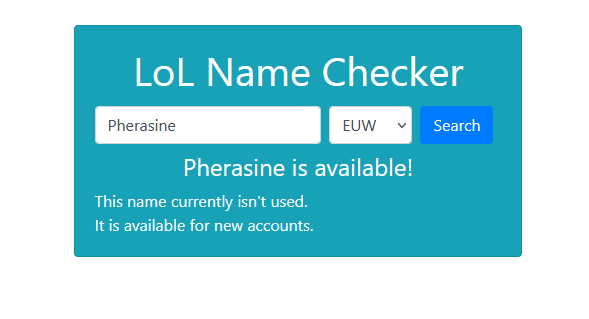 LoL Name Checker
Pherasine EUW Search
Pherasine is available!
This name currently isn't used.
It is available for new accounts.